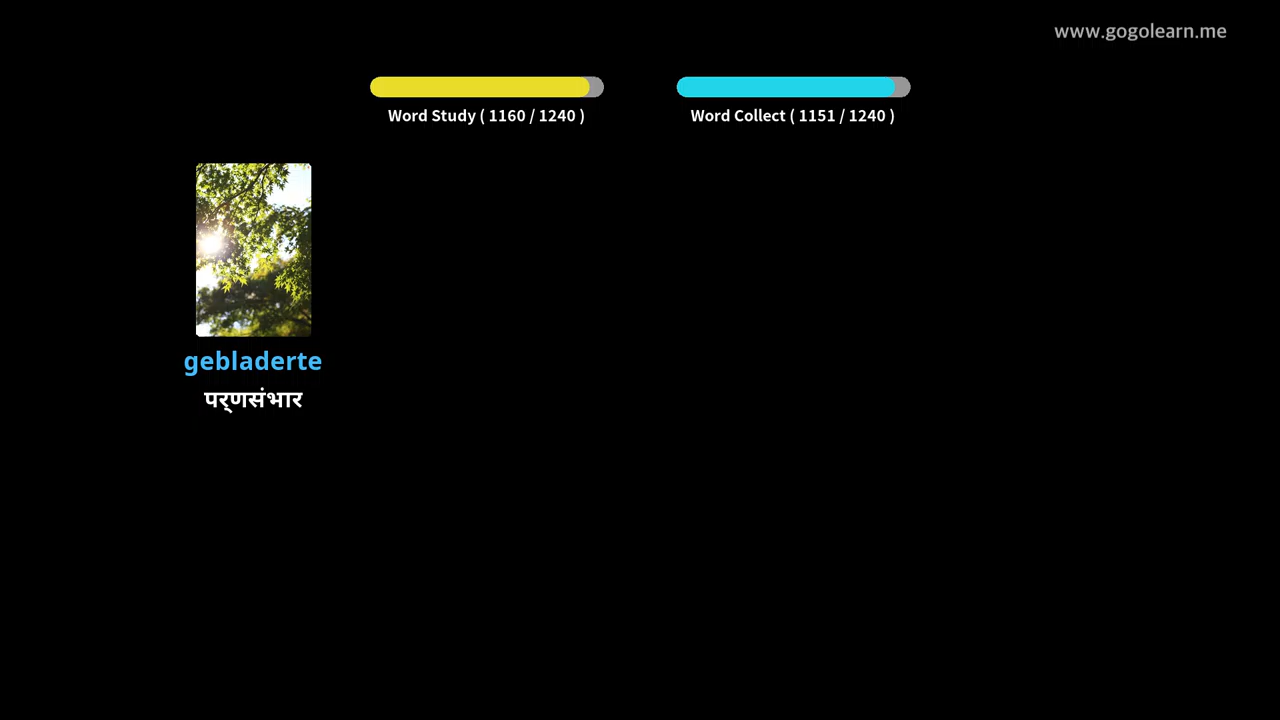 www.gogolearn.me
Word Study ( 1160 / 1240 )
Word Collect ( 1151 / 1240 )
gebladerte
पर्णसंभार